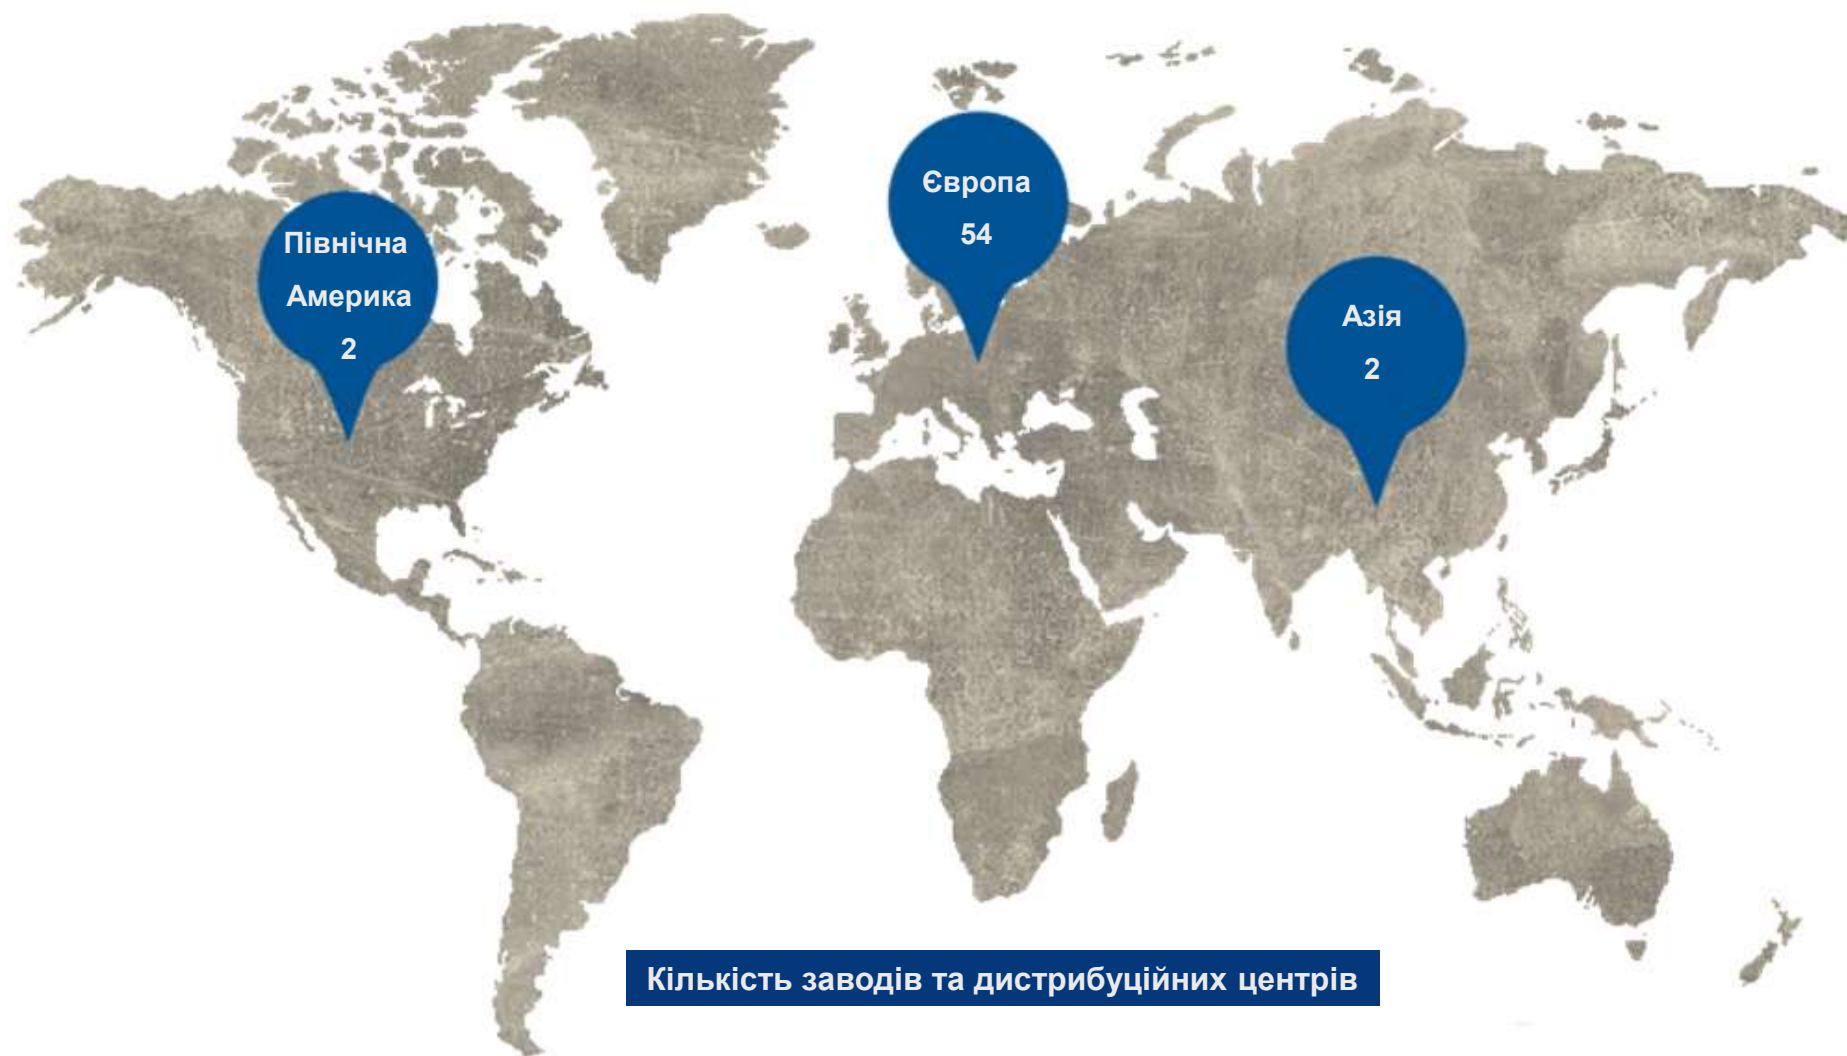 Північна
Америка
2
Європа
54
Азія
2
Кількість заводів та дистрибуційних центрів